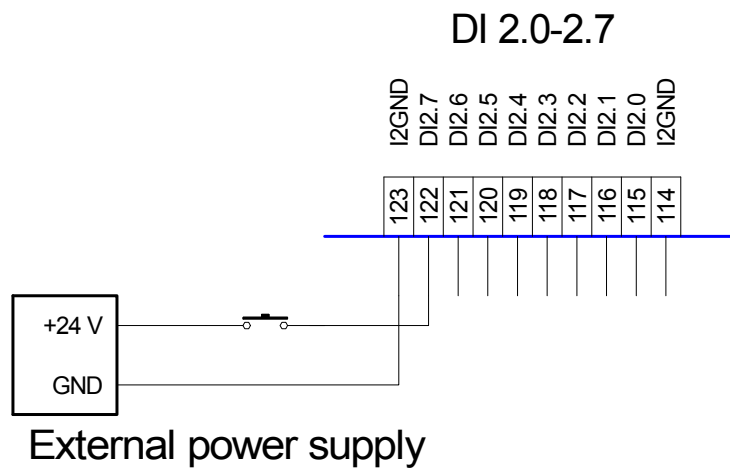 DI 2.0-2.7
I2GND DI2.7 DI2.6 DI2.5 DI2.4 DI2.3 DI2.2 DI2.1 DI2.0 I2GND
123 122 121 120 119 118 117 116 115 114
+24 V
GND
External power supply